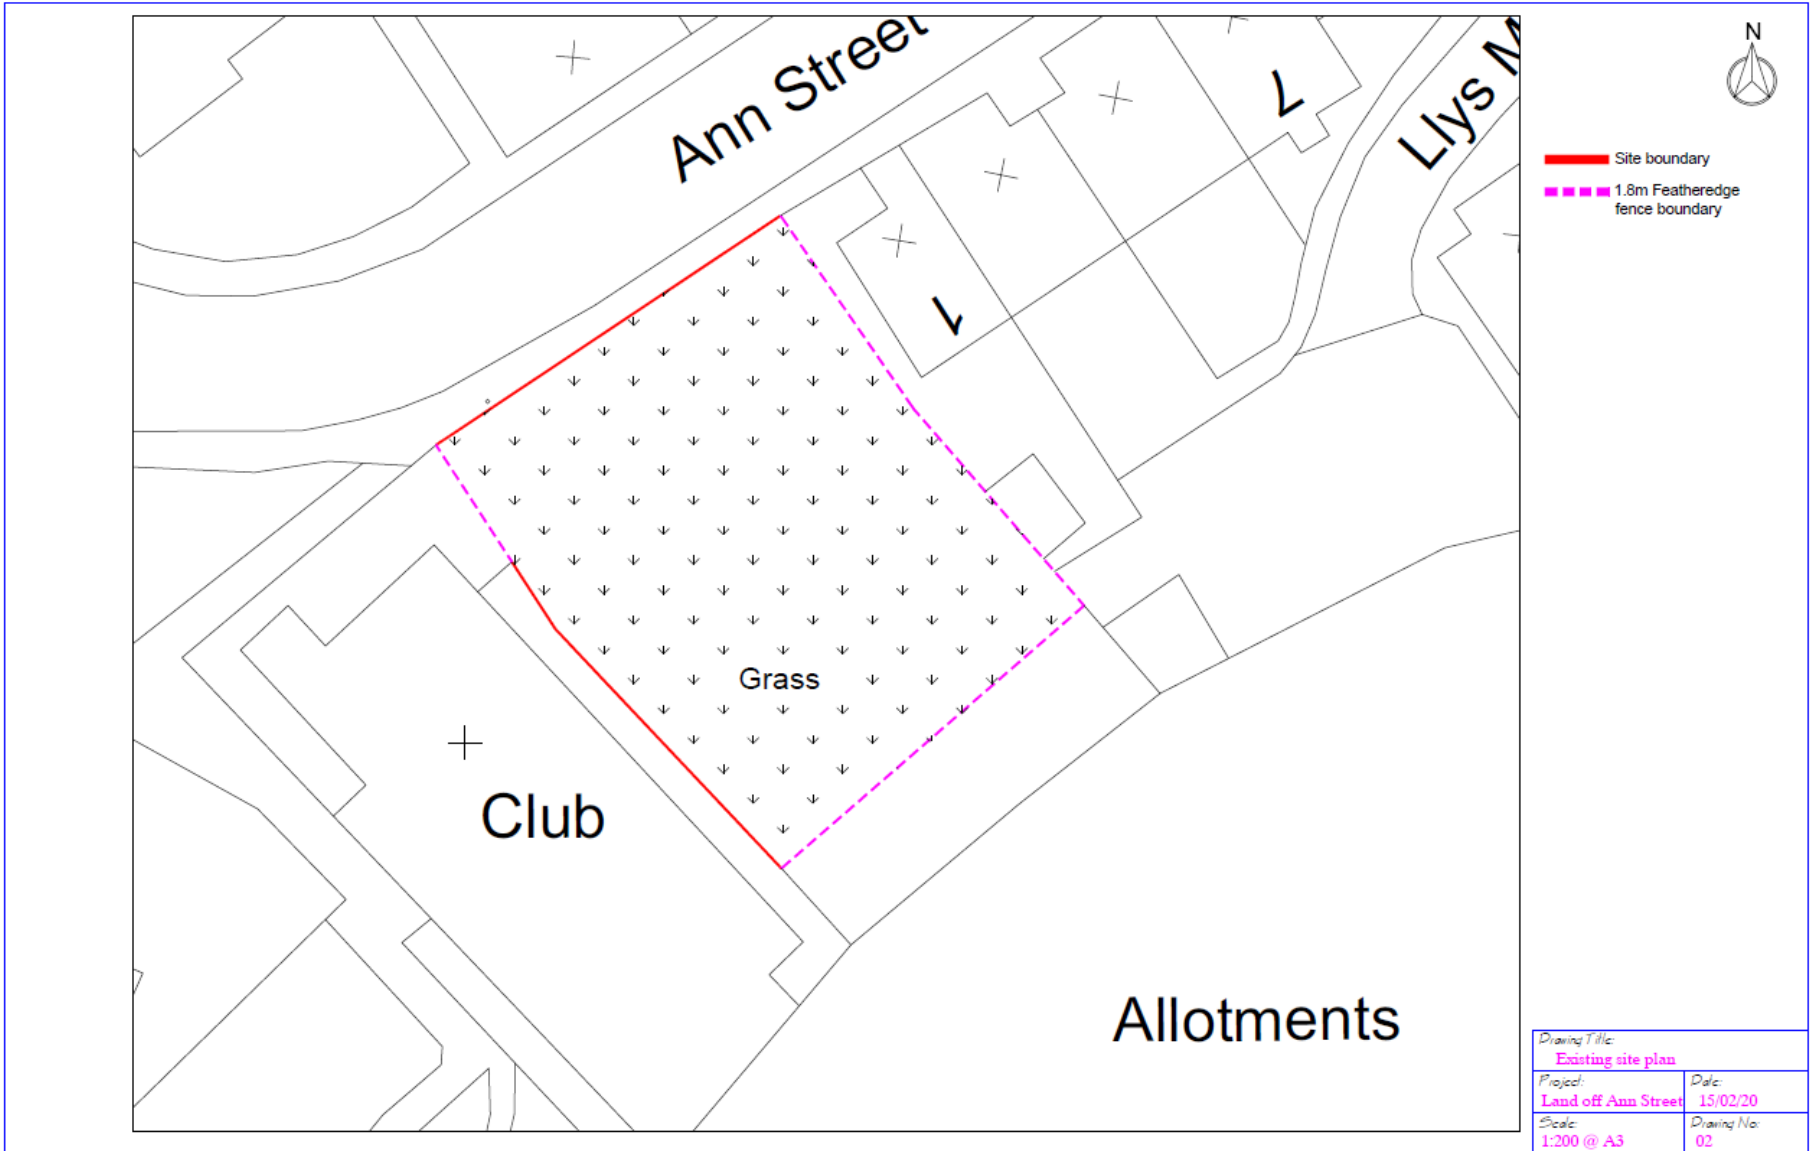 Ann Street
7
Llys M
N
Site boundary
1.8m Featheredge
fence boundary
1
Grass
Club
Allotments
Drawing Title:
Existing site plan
Project:
Land off Ann Street
Date:
15/02/20
Scale:
1:200 @ A3
Drawing No:
02